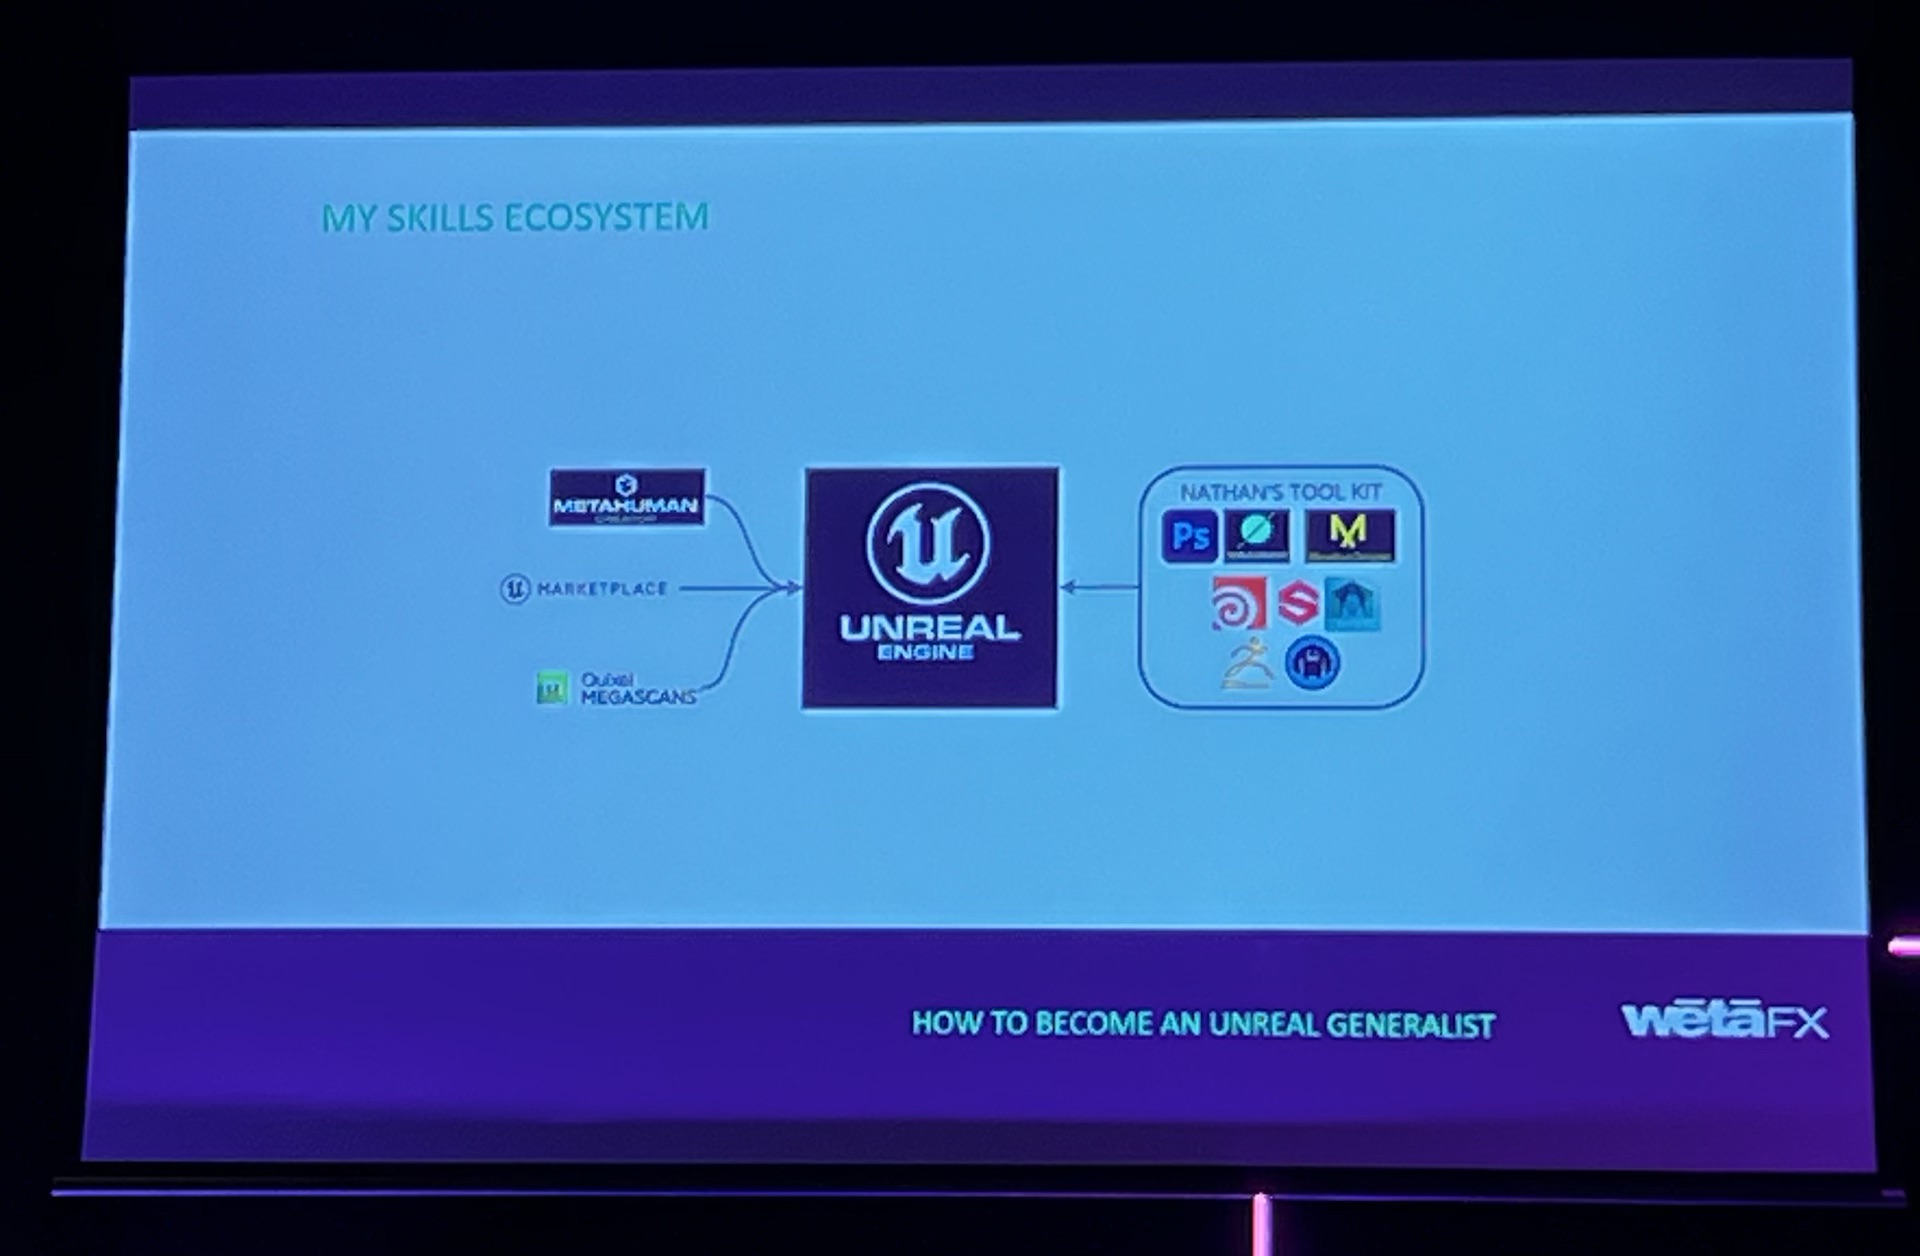 MY SKILLS ECOSYSTEM
METAHUMAN
MARKETPLACE
Quixel
MEGASCANS
UNREAL
ENGINE
NATHAN'S TOOL KIT
Ps
HOW TO BECOME AN UNREAL GENERALIST
wētāFX